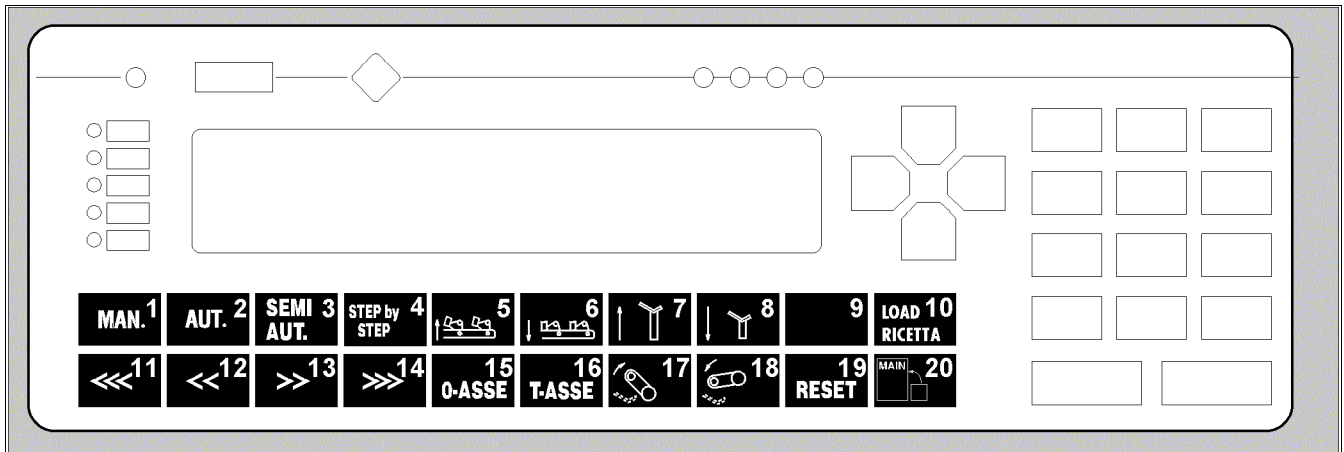 MAN. 1
AUT. 2
SEMI 3
AUT.
STEP by 4
STEP
5
6
7
8
9
LOAD 10
RICETTA
<<< 11
<< 12
>> 13
>>> 14
15
0-ASSE
16
T-ASSE
17
18
19
RESET
MAIN 20